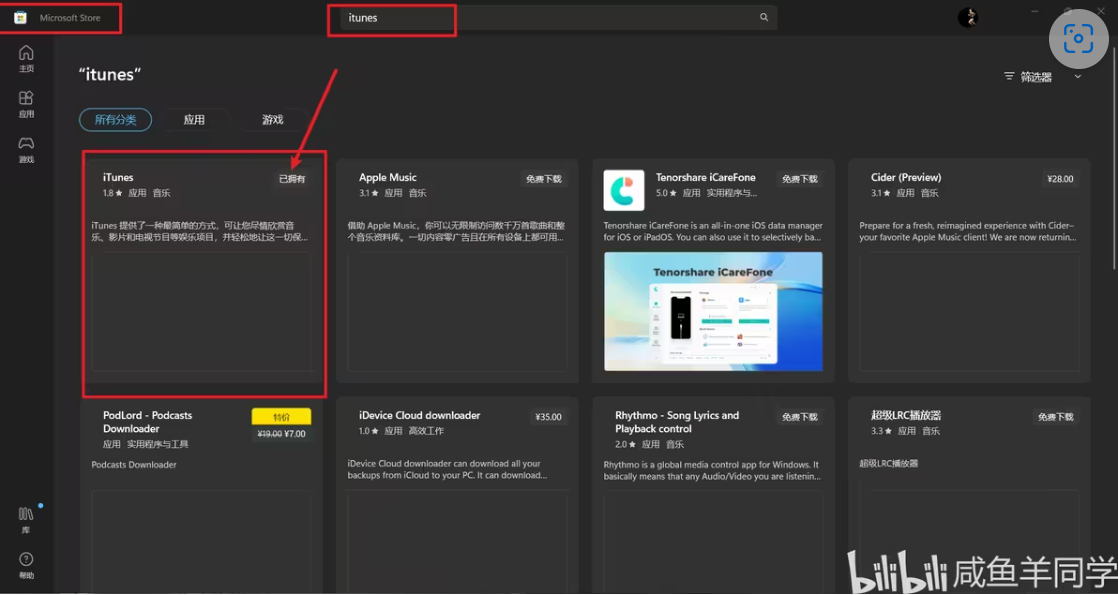 Microsoft Store
itunes
主页
应用
游戏
“itunes”
筛选器
所有分类
应用
游戏
iTunes
已拥有
1.8★ 应用 音乐
iTunes 提供了一种最简单的方式，可让您尽情欣赏音
乐、影片和电视节目等娱乐项目，并轻松地让这一切保...
Apple Music
免费下载
3.1★ 应用 音乐
借助 Apple Music，你可以无限制访问数千万首歌曲和整
个音乐资料库。一切内容零广告且在所有设备上都可用...
Tenorshare iCareFone
免费下载
5.0★ 应用 实用程序与...
Tenorshare iCareFone is an all-in-one iOS data manager
for iOS or iPadOS. You can also use it to selectively ba...
Tenorshare iCareFone
Cider (Preview)
¥28.00
3.1★ 应用 音乐
Prepare for a fresh, reimagined experience with Cider–
your favorite Apple Music client! We are now returnin...
PodLord - Podcasts
Downloader
特价
¥19.00 ¥7.00
应用 实用程序与工具
Podcasts Downloader
iDevice Cloud downloader
¥35.00
1.0★ 应用 高效工作
iDevice Cloud downloader can download all your
backups from iCloud to your PC. It can download...
Rhythmo - Song Lyrics and
Playback control
免费下载
2.0★ 应用 音乐
Rhythmo is a global media control app for Windows. It
basically means that any Audio/Video you are listenin...
超级LRC播放器
免费下载
3.3★ 应用 音乐
超级LRC播放器
库
帮助
bilibili 咸鱼羊同学